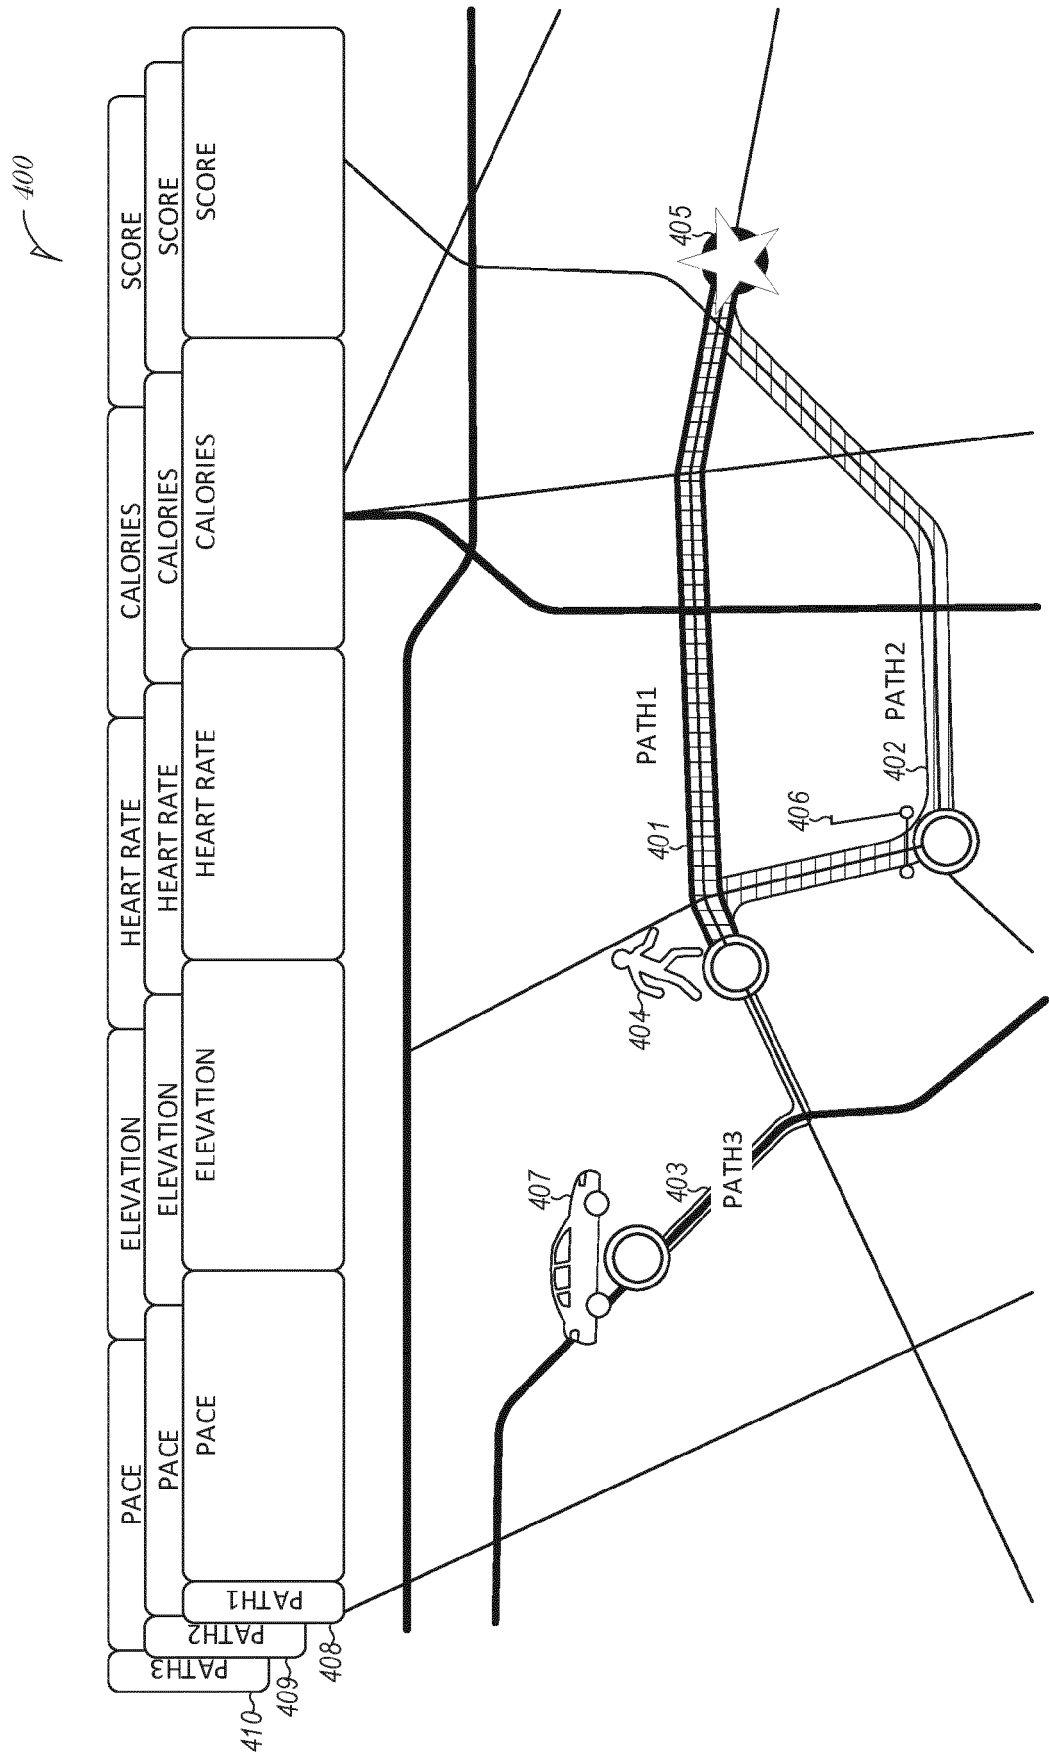 400
PATH3 PACE ELEVATION HEART RATE CALORIES SCORE
PATH2 PACE ELEVATION HEART RATE CALORIES SCORE
PATH1 PACE ELEVATION HEART RATE CALORIES SCORE
410
409
408
407
404
401
PATH1
405
403
PATH3
406
402
PATH2